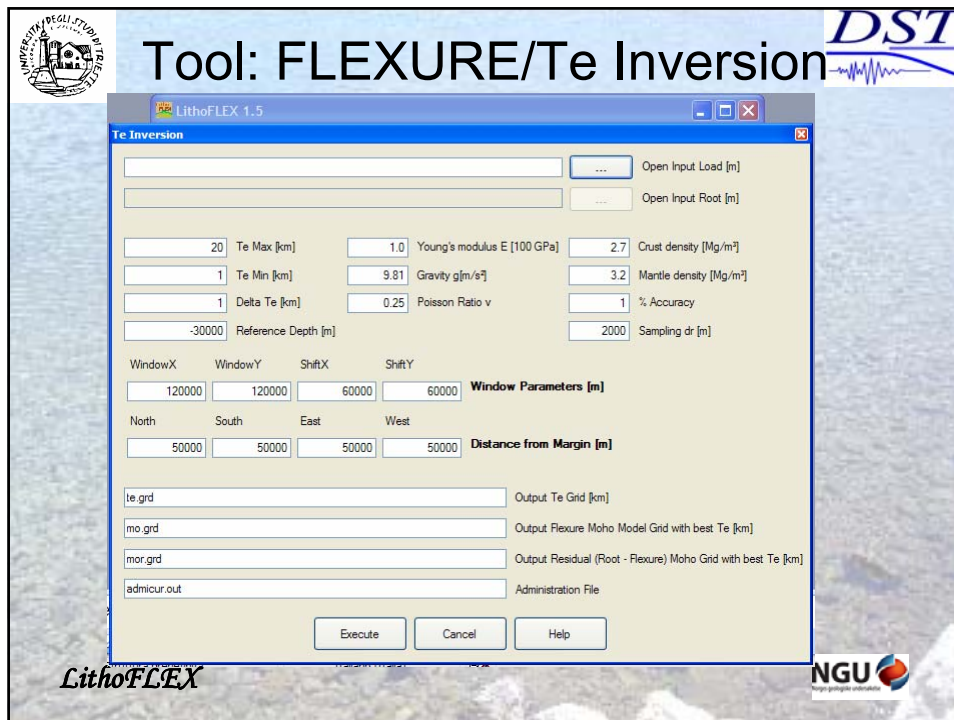 UNIVERSITA' DEGLI STUDI DI TRIESTE
DST
Tool: FLEXURE/Te Inversion
LithoFLEX 1.5
Te Inversion
... Open Input Load [m]
... Open Input Root [m]
20 Te Max [km] 1.0 Young's modulus E [100 GPa] 2.7 Crust density [Mg/m³]
1 Te Min [km] 9.81 Gravity g[m/s²] 3.2 Mantle density [Mg/m³]
1 Delta Te [km] 0.25 Poisson Ratio v 1 % Accuracy
-30000 Reference Depth [m] 2000 Sampling dr [m]
WindowX WindowY ShiftX ShiftY
120000 120000 60000 60000 Window Parameters [m]
North South East West
50000 50000 50000 50000 Distance from Margin [m]
te.grd Output Te Grid [km]
mo.grd Output Flexure Moho Model Grid with best Te [km]
mor.grd Output Residual (Root - Flexure) Moho Grid with best Te [km]
admicur.out Administration File
Execute Cancel Help
LithoFLEX
NGU